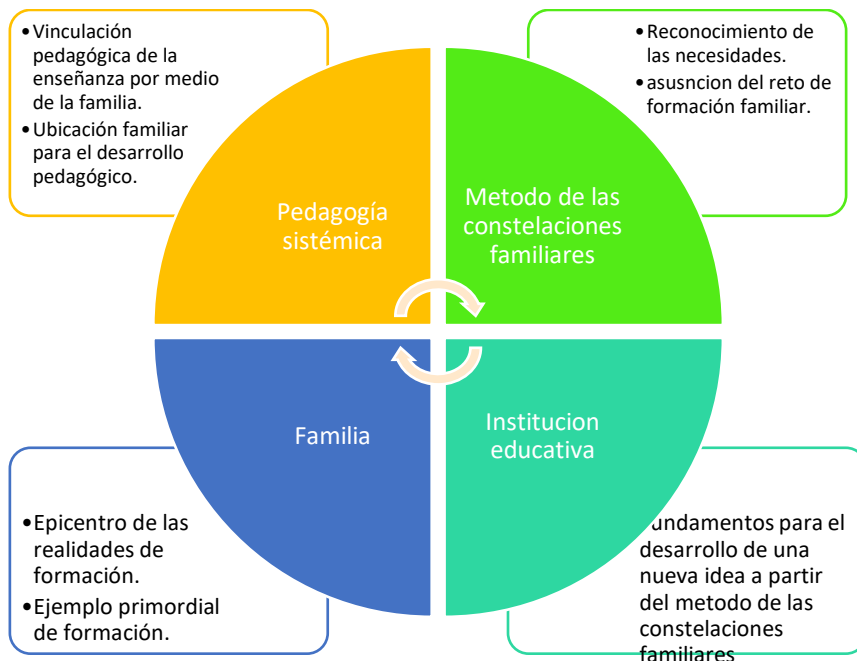 •Vinculación
pedagógica de la
enseñanza por medio
de la familia.
•Ubicación familiar
para el desarrollo
pedagógico.
•Reconocimiento de
las necesidades.
•asusncion del reto de
formación familiar.
Pedagogía
sistémica
Metodo de las
constelaciones
familiares
Familia
Institucion
educativa
•Epicentro de las
realidades de
formación.
•Ejemplo primordial
de formación.
Fundamentos para el
desarrollo de una
nueva idea a partir
del metodo de las
constelaciones
familiares